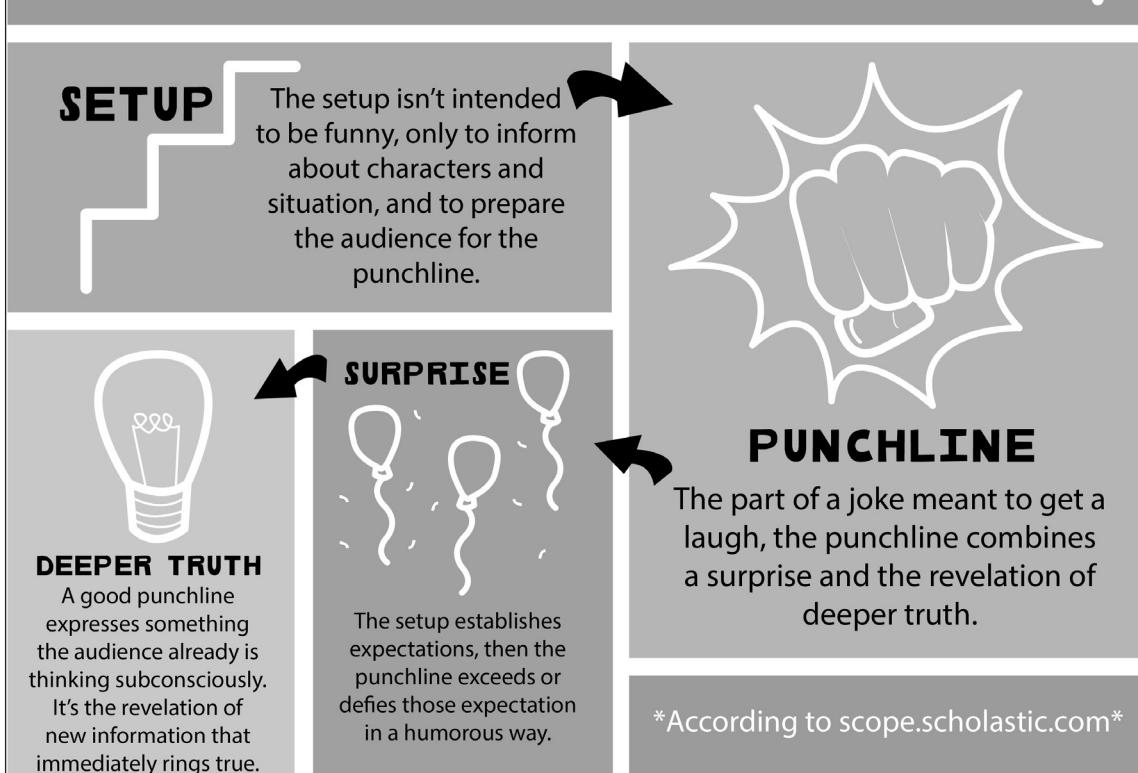 SETUP
The setup isn't intended
to be funny, only to inform
about characters and
situation, and to prepare
the audience for the
punchline.
PUNCHLINE
The part of a joke meant to get a
laugh, the punchline combines
a surprise and the revelation of
deeper truth.
SURPRISE
The setup establishes
expectations, then the
punchline exceeds or
defies those expectation
in a humorous way.
DEEPER TRUTH
A good punchline
expresses something
the audience already is
thinking subconsciously.
It's the revelation of
new information that
immediately rings true.
*According to scope.scholastic.com*